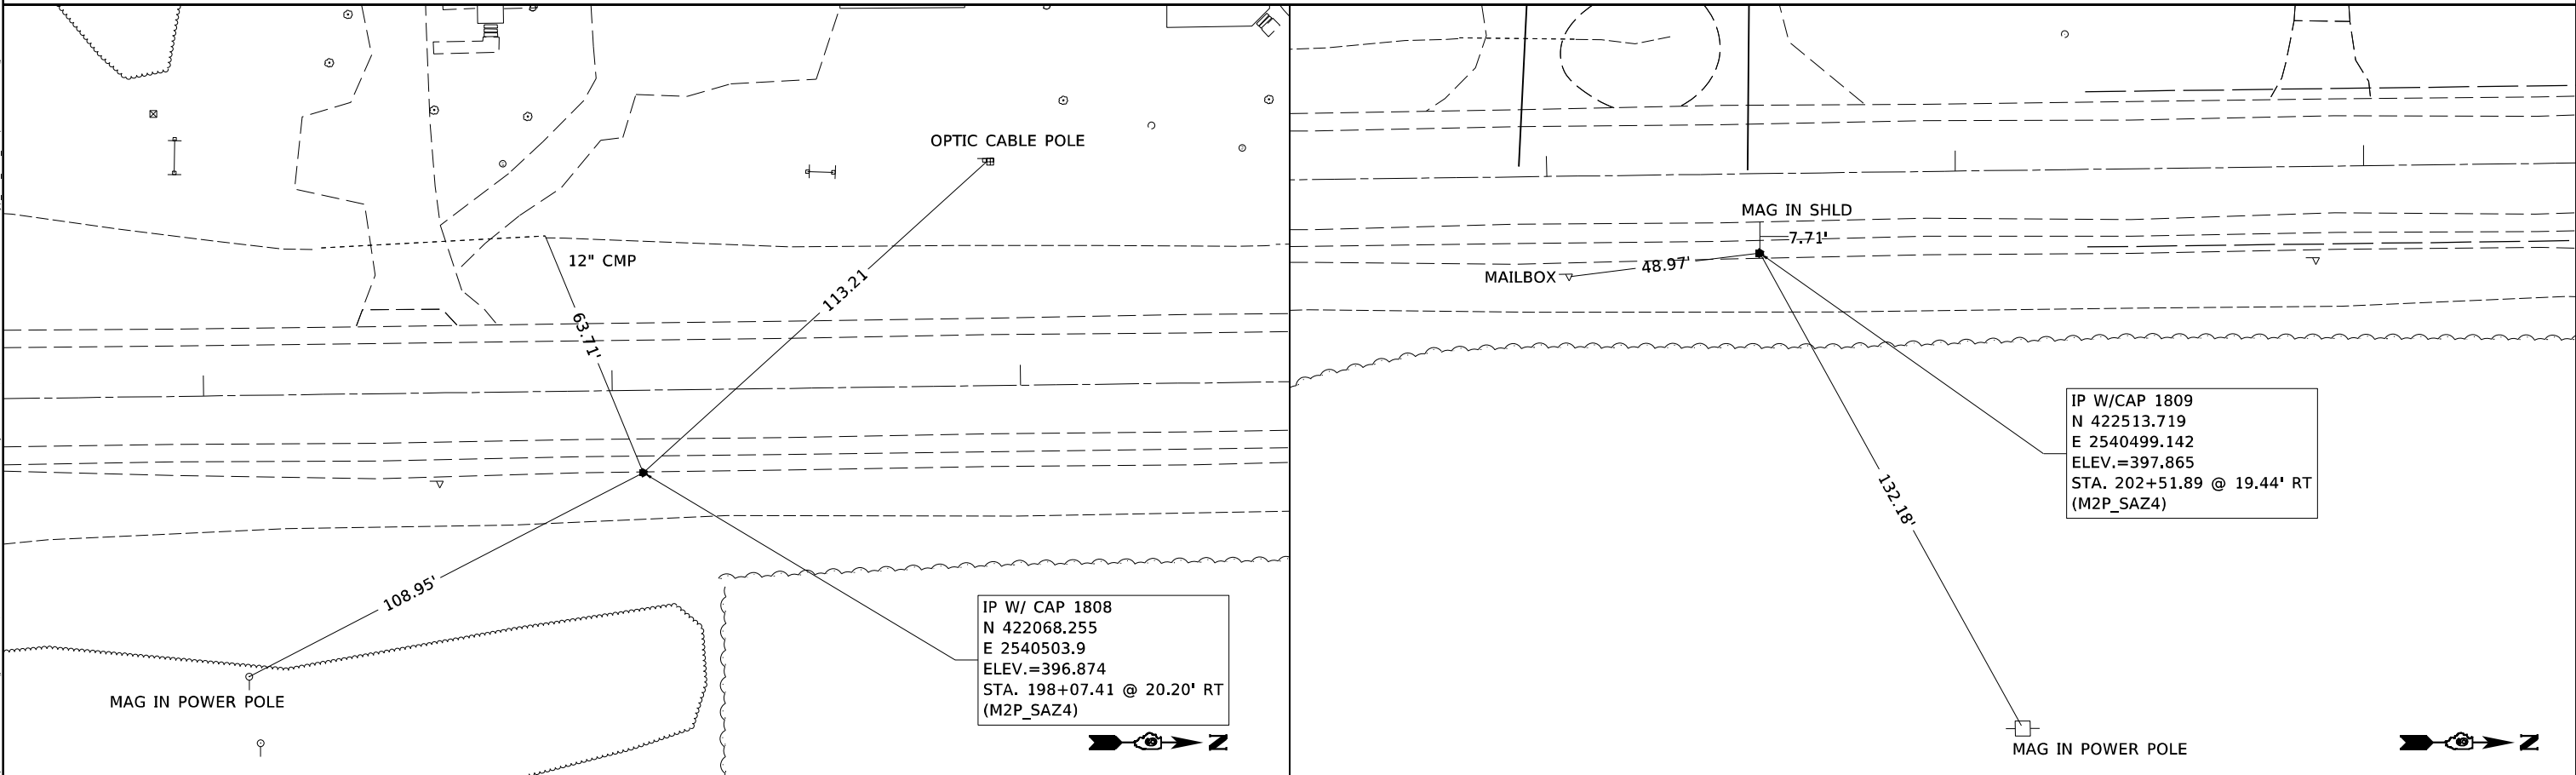 OPTIC CABLE POLE
12" CMP
113.21
63.71'
108.95'
MAG IN POWER POLE
IP W/ CAP 1808
N 422068.255
E 2540503.9
ELEV.=396.874
STA. 198+07.41 @ 20.20' RT
(M2P_SAZ4)
N
MAG IN SHLD
7.71'
48.97'
MAILBOX
132.18'
IP W/CAP 1809
N 422513.719
E 2540499.142
ELEV.=397.865
STA. 202+51.89 @ 19.44' RT
(M2P_SAZ4)
MAG IN POWER POLE
N